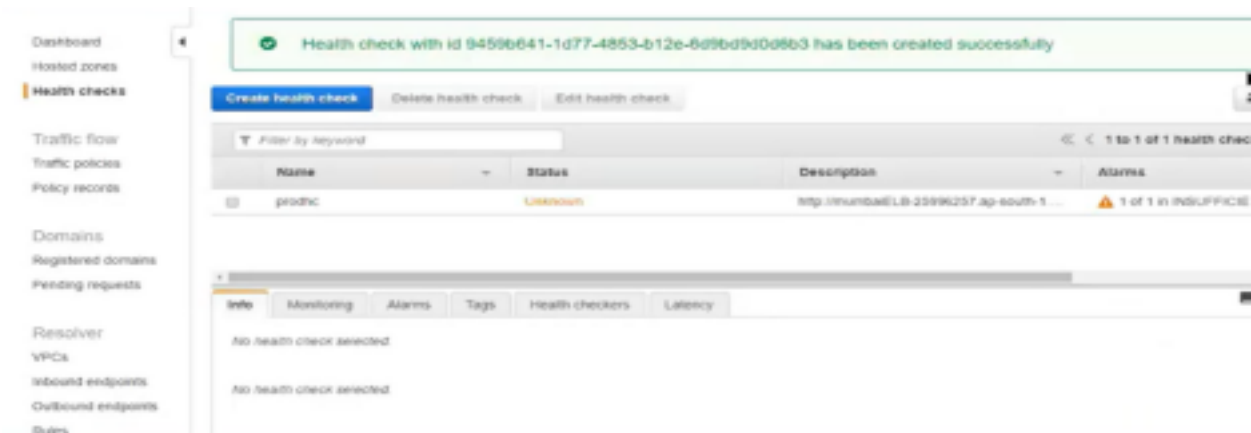 Dashboard
Hosted zones
Health checks
Traffic flow
Traffic policies
Policy records
Domains
Registered domains
Pending requests
Resolver
VPCs
Inbound endpoints
Outbound endpoints
Rules
Health check with id 9459b641-1d77-4853-b12e-6d9bd9d0d6b3 has been created successfully
Create health check Delete health check Edit health check
Filter by keyword 1 to 1 of 1 health chec
Name Status Description Alarms
prodhc Unknown http://mumbaiELB-25996257.ap-south-1... 1 of 1 in INSUFFICIE
Info Monitoring Alarms Tags Health checkers Latency
No health check selected
No health check selected